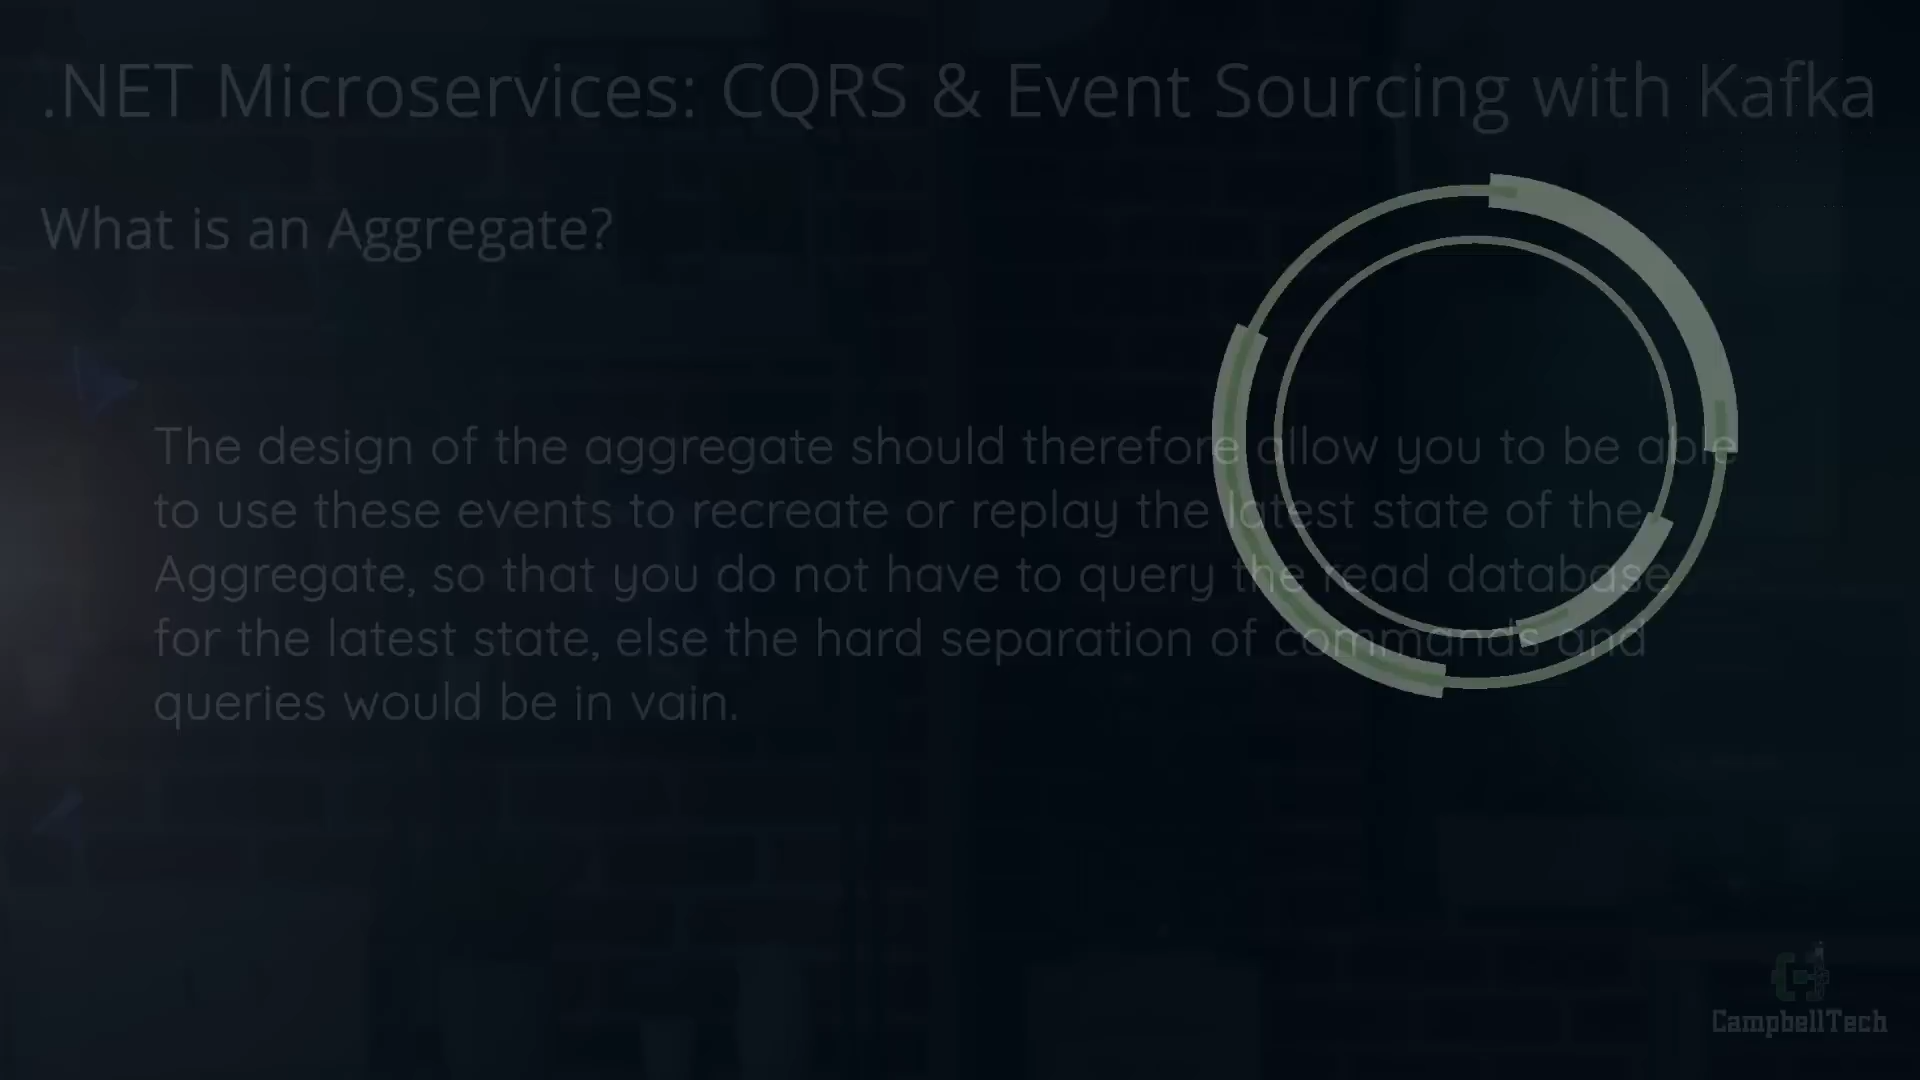 .NET Microservices: CQRS & Event Sourcing with Kafka
What is an Aggregate?
The design of the aggregate should therefore allow you to be able
to use these events to recreate or replay the latest state of the
Aggregate, so that you do not have to query the read database
for the latest state, else the hard separation of commands and
queries would be in vain.
CampbellTech